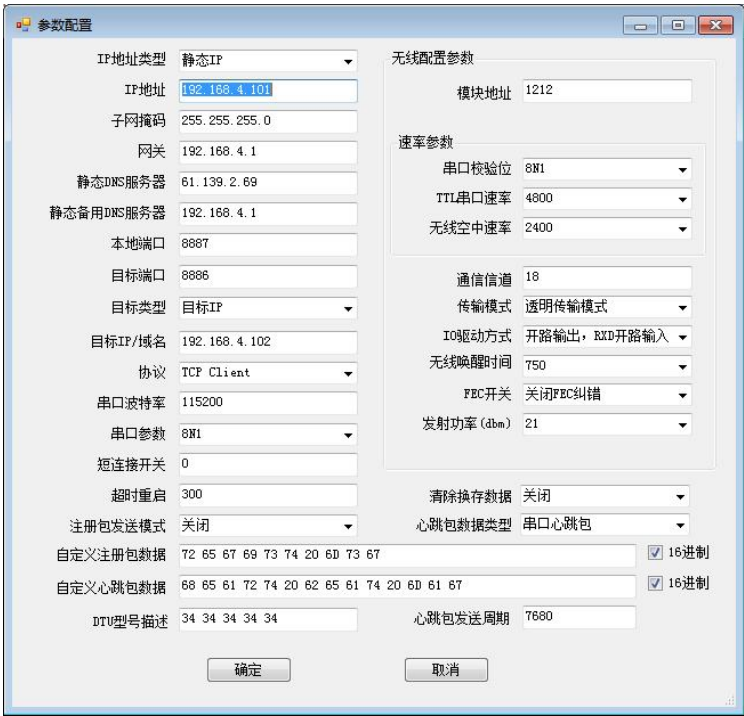 参数配置
IP地址类型 静态IP
IP地址 192.168.4.101
子网掩码 255.255.255.0
网关 192.168.4.1
静态DNS服务器 61.139.2.69
静态备用DNS服务器 192.168.4.1
本地端口 8887
目标端口 8886
目标类型 目标IP
目标IP/域名 192.168.4.102
协议 TCP Client
串口波特率 115200
串口参数 8N1
短连接开关 0
超时重启 300
注册包发送模式 关闭
无线配置参数
模块地址 1212
速率参数
串口校验位 8N1
TTL串口速率 4800
无线空中速率 2400
通信信道 18
传输模式 透明传输模式
IO驱动方式 开路输出，RXD开路输入
无线唤醒时间 750
FEC开关 关闭FEC纠错
发射功率(dbm) 21
清除换存数据 关闭
心跳包数据类型 串口心跳包
自定义注册包数据 72 65 67 69 73 74 20 6D 73 67 16进制
自定义心跳包数据 68 65 61 72 74 20 62 65 61 74 20 6D 61 67 16进制
DTU型号描述 34 34 34 34 34 心跳包发送周期 7680
确定 取消